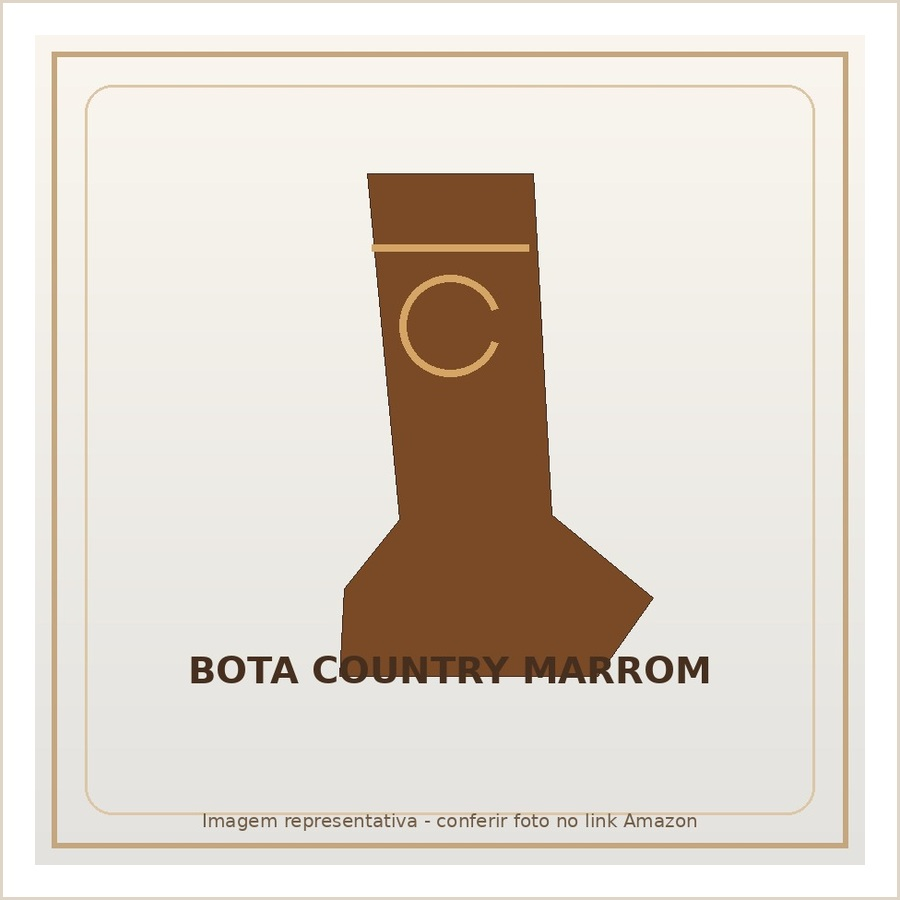 BOTA COUNTRY MARROM
Imagem representativa - conferir foto no link Amazon